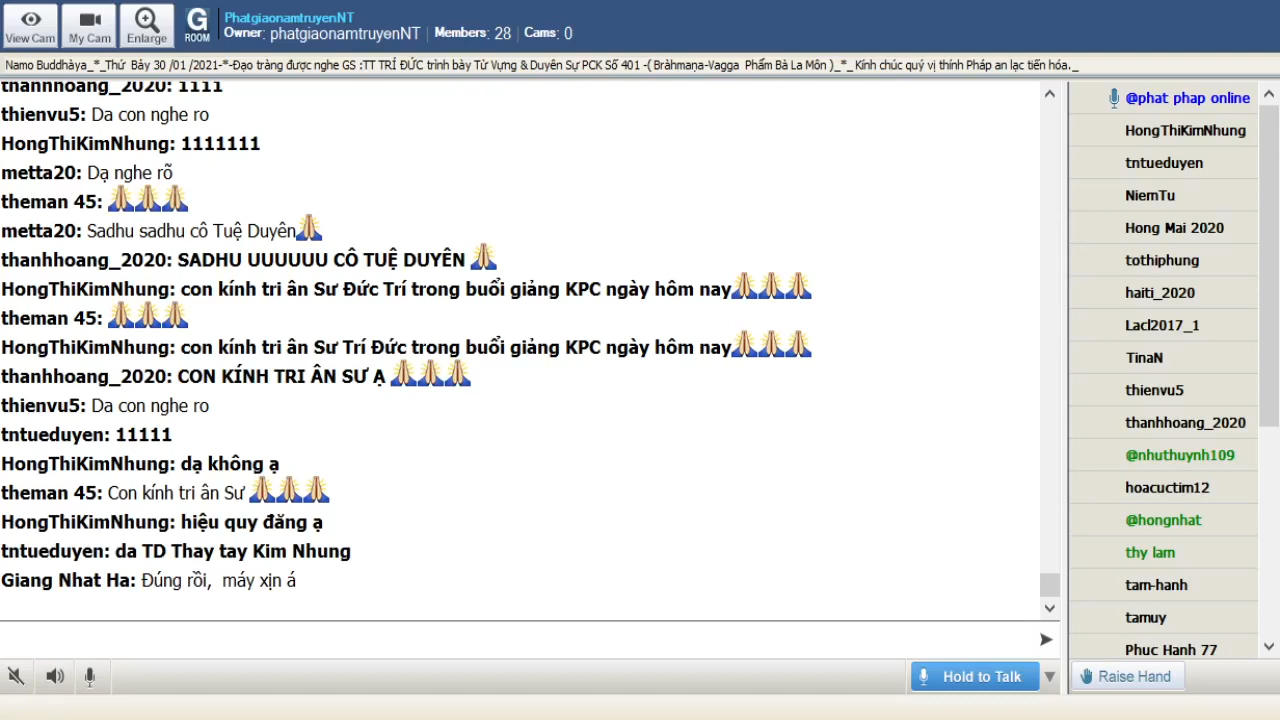 View Cam
My Cam
Enlarge
G
ROOM
PhatgiaonamtruyenNT
Owner: phatgiaonamtruyenNT | Members: 28 | Cams: 0
Namo Buddhàya_*_Thứ Bảy 30 /01 /2021-*-Đạo tràng được nghe GS :TT TRÍ ĐỨC trình bày Từ Vựng & Duyên Sự PCK Số 401 -( Bràhmaṇa-Vagga Phẩm Bà La Môn )_*_ Kính chúc quý vị thính Pháp an lạc tiến hóa._
thanhhoang_2020: 1111
thienvu5: Da con nghe ro
HongThiKimNhung: 1111111
metta20: Dạ nghe rõ
theman 45: 🙏🙏🙏
metta20: Sadhu sadhu cô Tuệ Duyên🙏
thanhhoang_2020: SADHU UUUUUU CÔ TUỆ DUYÊN 🙏
HongThiKimNhung: con kính tri ân Sư Đức Trí trong buổi giảng KPC ngày hôm nay🙏🙏🙏
theman 45: 🙏🙏🙏
HongThiKimNhung: con kính tri ân Sư Trí Đức trong buổi giảng KPC ngày hôm nay🙏🙏🙏
thanhhoang_2020: CON KÍNH TRI ÂN SƯ Ạ 🙏🙏🙏
thienvu5: Da con nghe ro
tntueduyen: 11111
HongThiKimNhung: dạ không ạ
theman 45: Con kính tri ân Sư 🙏🙏🙏
HongThiKimNhung: hiệu quy đăng ạ
tntueduyen: da TD Thay tay Kim Nhung
Giang Nhat Ha: Đúng rồi, máy xịn á
@phat phap online
HongThiKimNhung
tntueduyen
NiemTu
Hong Mai 2020
tothiphung
haiti_2020
Lacl2017_1
TinaN
thienvu5
thanhhoang_2020
@nhuthuynh109
hoacuctim12
@hongnhat
thy lam
tam-hanh
tamuy
Phuc Hanh 77
Hold to Talk
Raise Hand